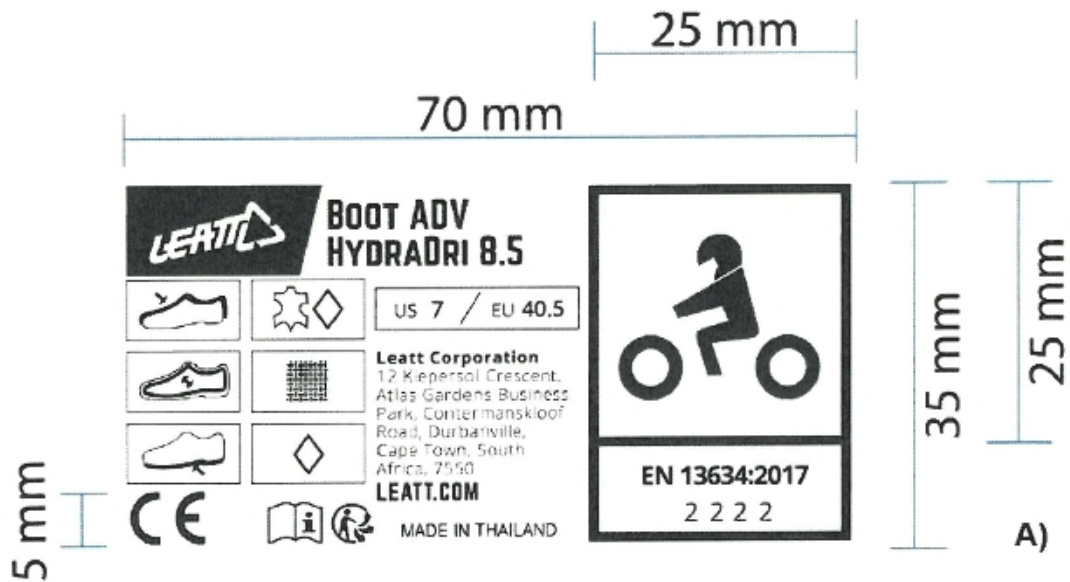 25 mm
70 mm
LEATT
BOOT ADV
HYDRADRI 8.5
US 7 / EU 40.5
Leatt Corporation
12 Kiepersol Crescent,
Atlas Gardens Business
Park, Contermanskloof
Road, Durbanville,
Cape Town, South
Africa, 7550
LEATT.COM
CE
i
MADE IN THAILAND
EN 13634:2017
2 2 2 2
35 mm
25 mm
5 mm
A)